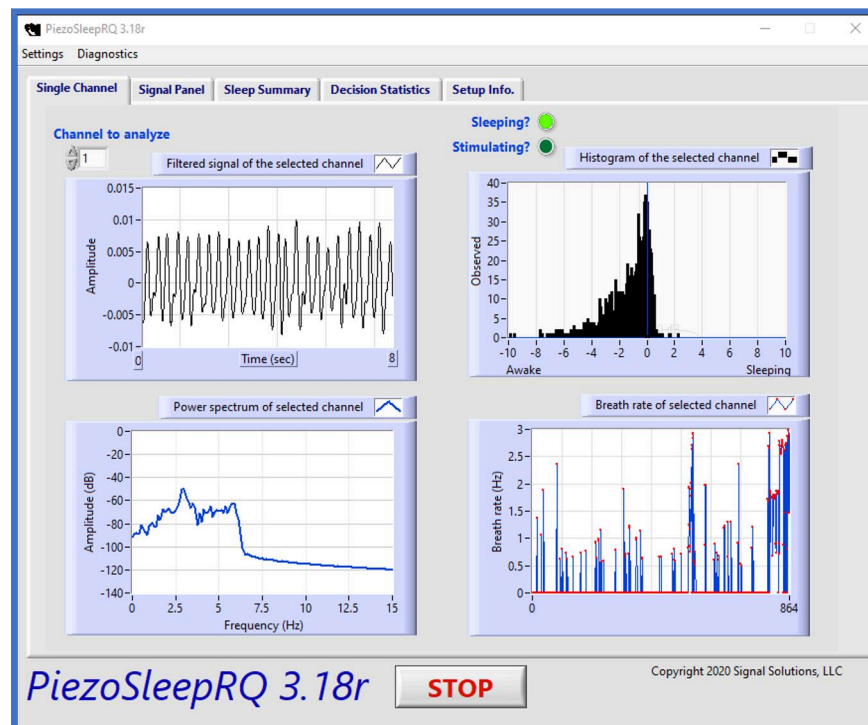 PiezoSleepRQ 3.18r
Settings Diagnostics
Single Channel Signal Panel Sleep Summary Decision Statistics Setup Info.
Channel to analyze
1
Sleeping?
Stimulating?
Filtered signal of the selected channel
Amplitude
0.015
0.01
0.005
0
-0.005
-0.01
0 Time (sec) 8
Histogram of the selected channel
Observed
40
35
30
25
20
15
10
5
0
-10 -8 -6 -4 -2 0 2 4 6 8 10
Awake Sleeping
Power spectrum of selected channel
Amplitude (dB)
0
-20
-40
-60
-80
-100
-120
-140
0 2.5 5 7.5 10 12.5 15
Frequency (Hz)
Breath rate of selected channel
Breath rate (Hz)
3
2.5
2
1.5
1
0.5
0
0 864
PiezoSleepRQ 3.18r
STOP
Copyright 2020 Signal Solutions, LLC